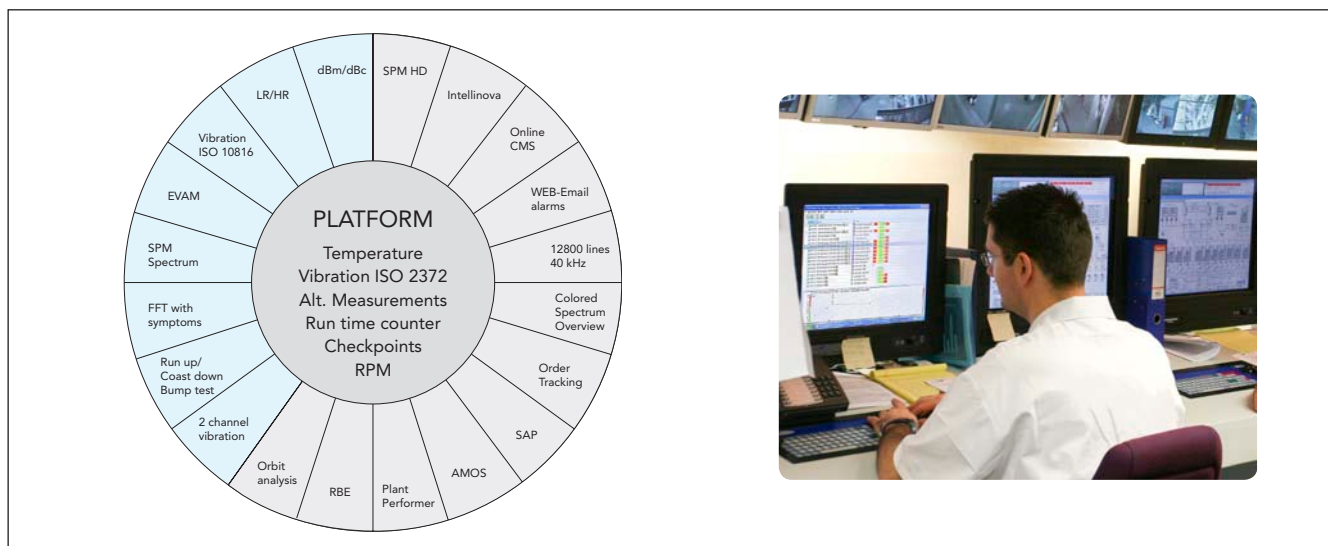 dBm/dBc
SPM HD
Intellinova
Online
CMS
WEB-Email
alarms
12800 lines
40 kHz
Colored
Spectrum
Overview
Order
Tracking
SAP
AMOS
Plant
Performer
RBE
Orbit
analysis
2 channel
vibration
Run up/
Coast down
Bump test
FFT with
symptoms
SPM
Spectrum
EVAM
Vibration
ISO 10816
LR/HR
PLATFORM
Temperature
Vibration ISO 2372
Alt. Measurements
Run time counter
Checkpoints
RPM